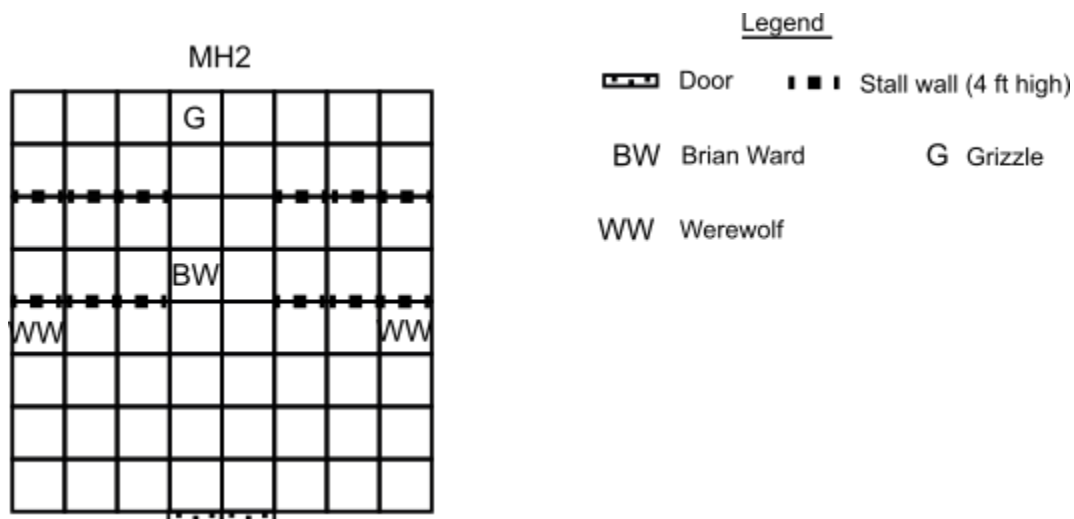 Legend
MH2
Door
Stall wall (4 ft high)
G
BW Brian Ward
G Grizzle
BW
WW Werewolf
WW
WW